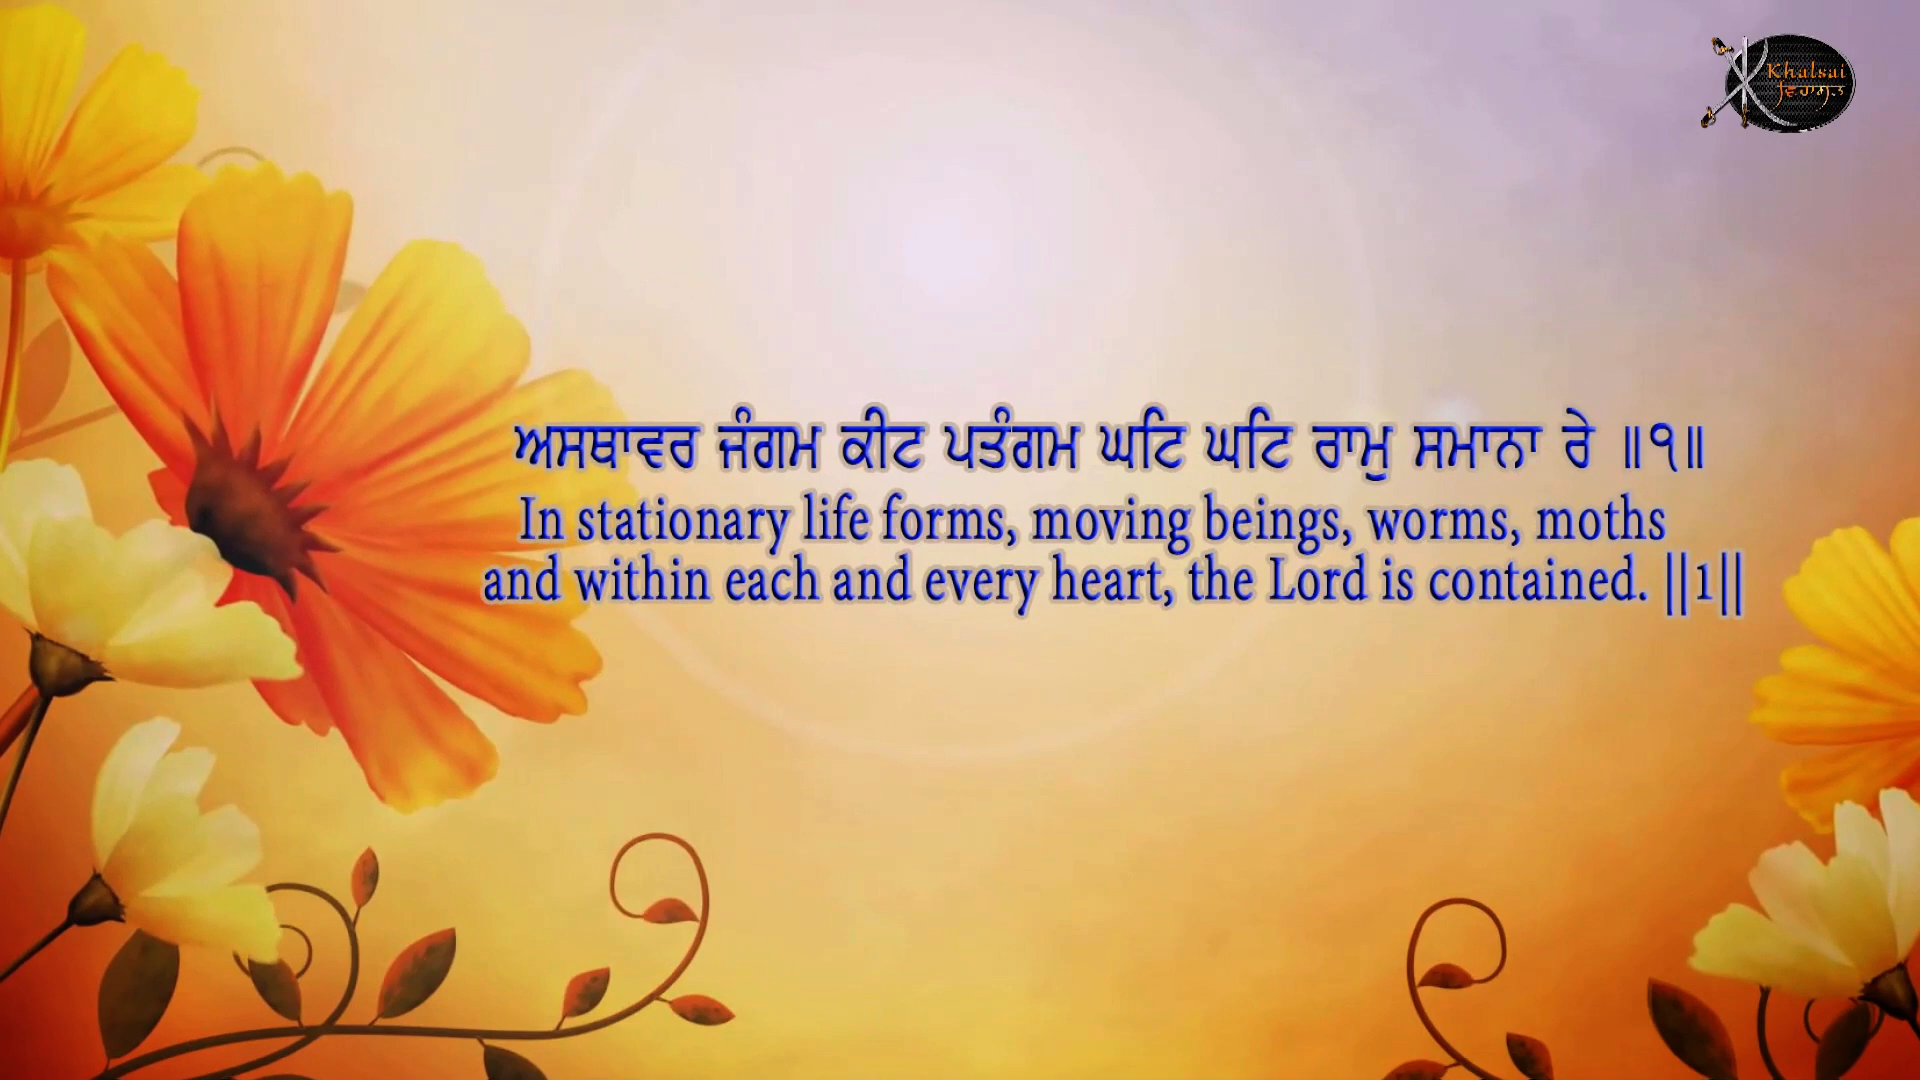 Khalsai
ਵਿਰਾਸਤ
ਅਸਥਾਵਰ ਜੰਗਮ ਕੀਟ ਪਤੰਗਮ ਘਟਿ ਘਟਿ ਰਾਮੁ ਸਮਾਨਾ ਰੇ ॥੧॥
In stationary life forms, moving beings, worms, moths
and within each and every heart, the Lord is contained. ||1||